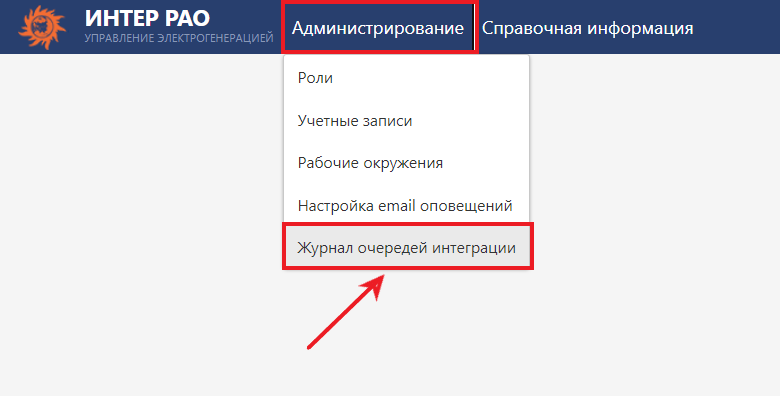 ИНТЕР РАО
УПРАВЛЕНИЕ ЭЛЕКТРОГЕНЕРАЦИЕЙ
Администрирование
Справочная информация
Роли
Учетные записи
Рабочие окружения
Настройка email оповещений
Журнал очередей интеграции